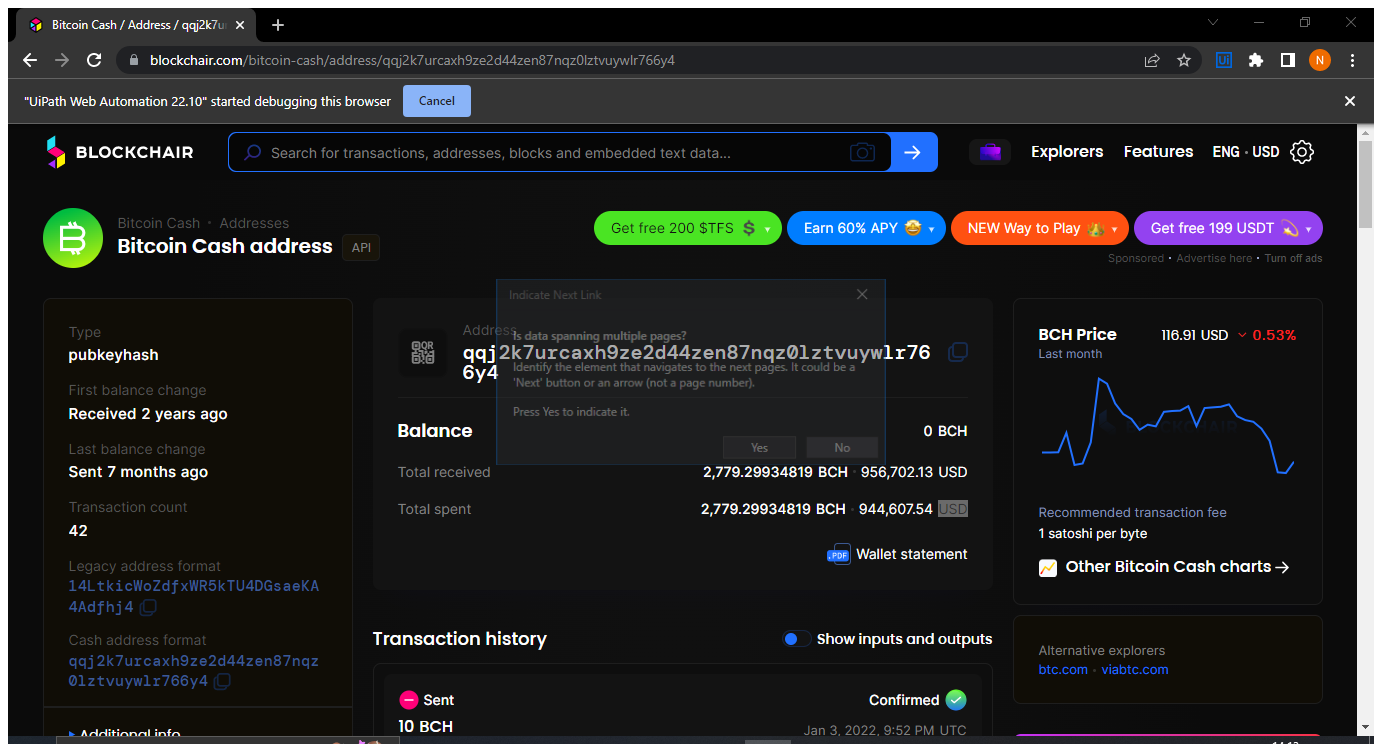 Bitcoin Cash / Address / qqj2k7u
blockchair.com/bitcoin-cash/address/qqj2k7urcaxh9ze2d44zen87nqz0lztvuywlr766y4
Ui
N
"UiPath Web Automation 22.10" started debugging this browser
Cancel
BLOCKCHAIR
Search for transactions, addresses, blocks and embedded text data...
Explorers
Features
ENG · USD
Bitcoin Cash · Addresses
Bitcoin Cash address
API
Get free 200 $TFS
Earn 60% APY
NEW Way to Play
Get free 199 USDT
Sponsored · Advertise here · Turn off ads
Type
pubkeyhash
First balance change
Received 2 years ago
Last balance change
Sent 7 months ago
Transaction count
42
Legacy address format
14LtkicWoZdfxWR5kTU4DGsaeKA
4Adfhj4
Cash address format
qqj2k7urcaxh9ze2d44zen87nqz
0lztvuywlr766y4
Additional info
QR
Address
qqj2k7urcaxh9ze2d44zen87nqz0lztvuywlr76
6y4
Indicate Next Link
Is data spanning multiple pages?
Identify the element that navigates to the next pages. It could be a
'Next' button or an arrow (not a page number).
Press Yes to indicate it.
Yes
No
Balance
0 BCH
Total received
2,779.29934819 BCH · 956,702.13 USD
Total spent
2,779.29934819 BCH · 944,607.54 USD
.PDF
Wallet statement
Transaction history
Show inputs and outputs
Sent
Confirmed
10 BCH
Jan 3, 2022, 9:52 PM UTC
BCH Price
116.91 USD
0.53%
Last month
BLOCKCHAIR
Recommended transaction fee
1 satoshi per byte
Other Bitcoin Cash charts
Alternative explorers
btc.com · viabtc.com